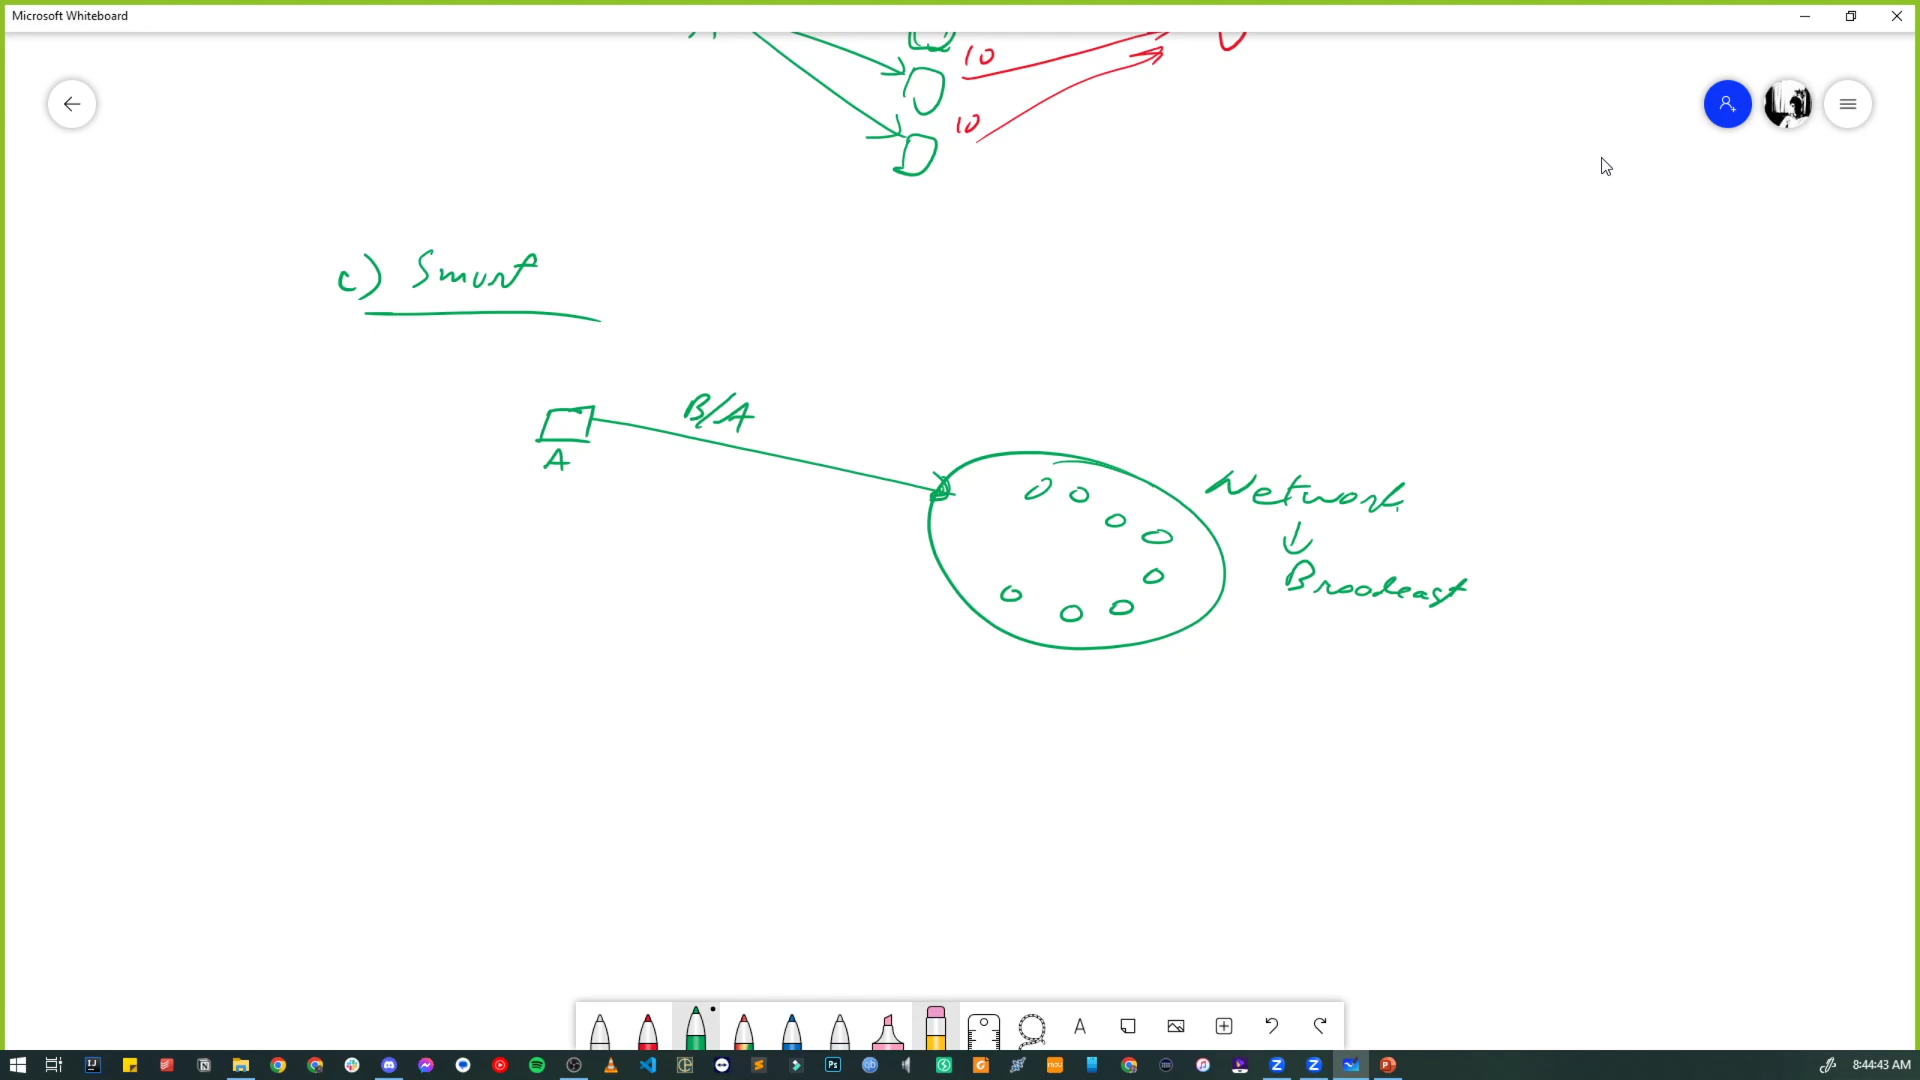 Microsoft Whiteboard
10
10
c) Smurf
B/A
A
Network
Broadcast
8:44:43 AM